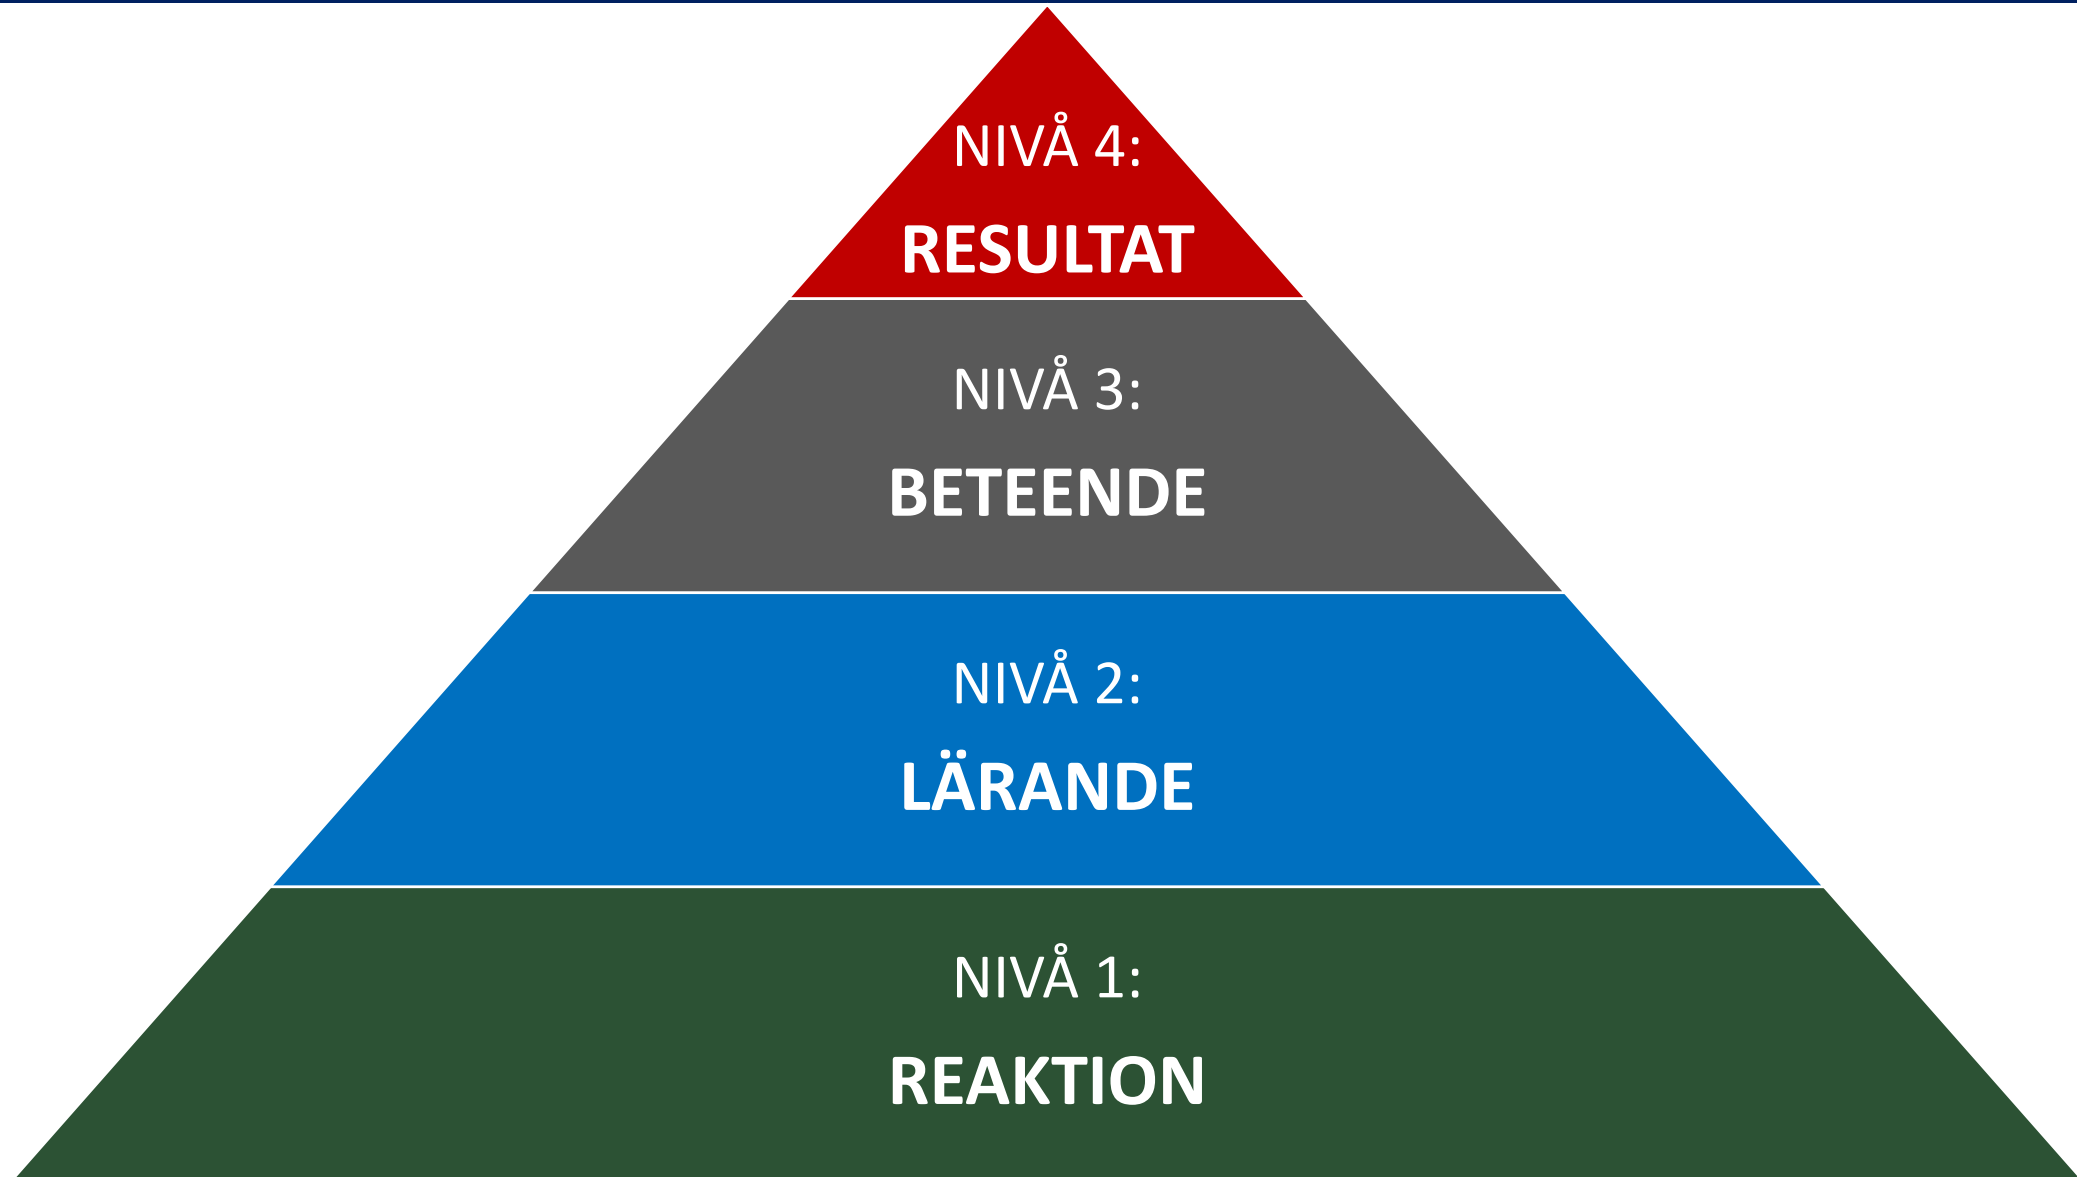 NIVÅ 4:
RESULTAT
NIVÅ 3:
BETEENDE
NIVÅ 2:
LÄRANDE
NIVÅ 1:
REAKTION